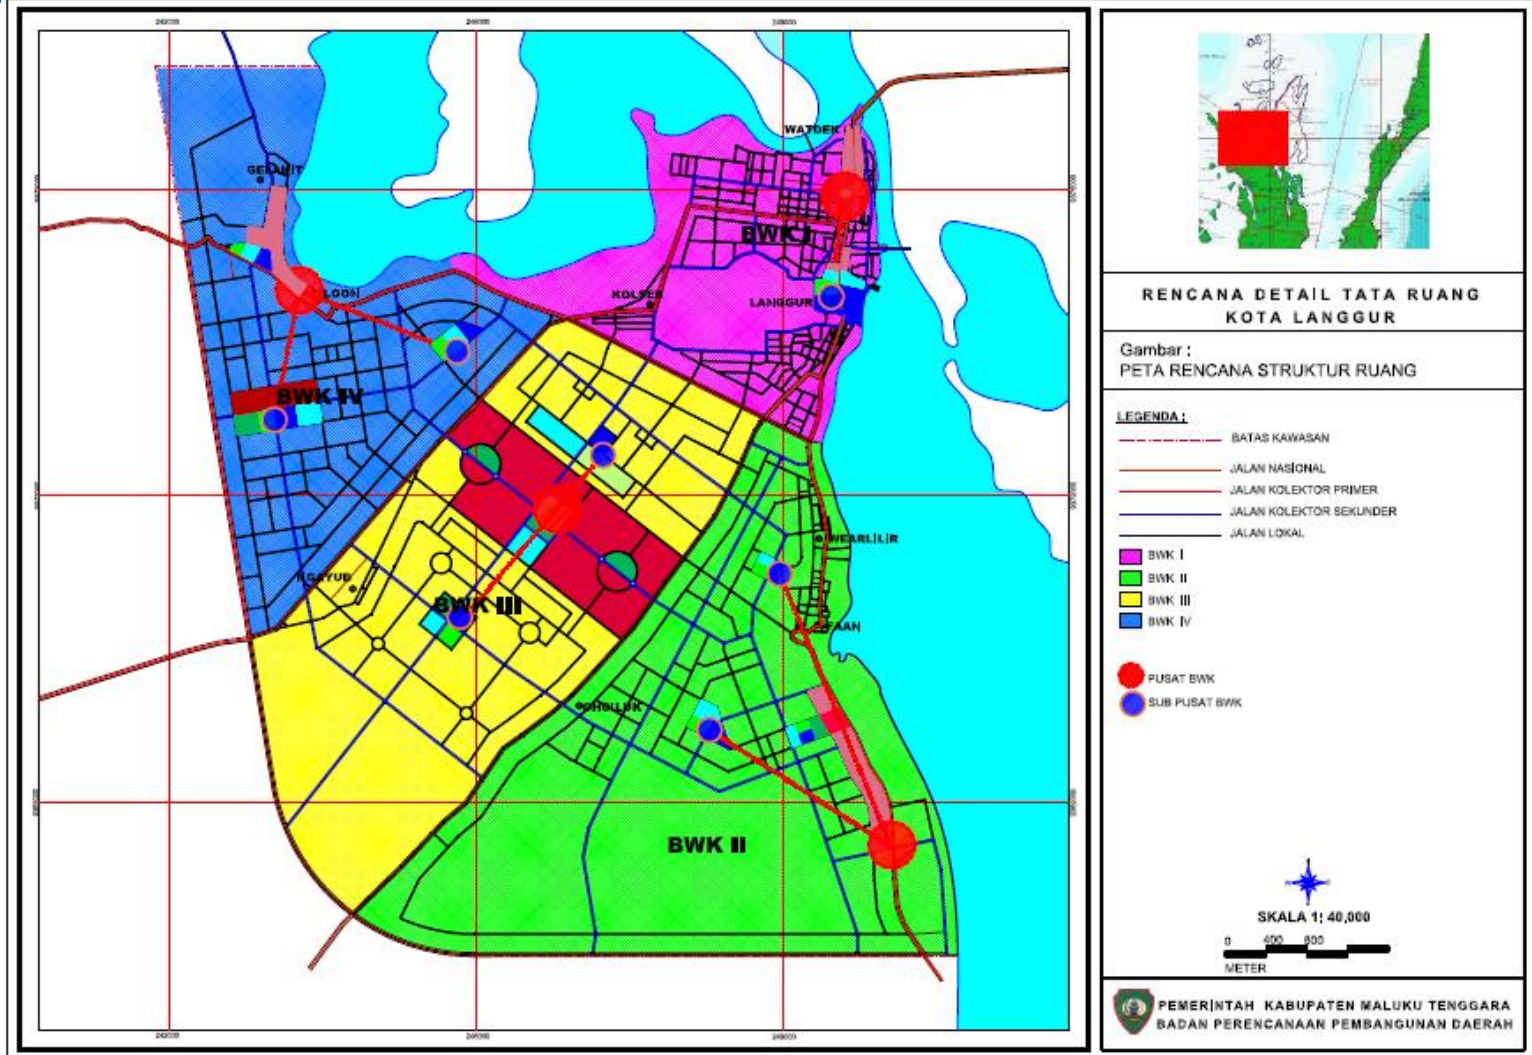 WATDEK
GELANIT
BWK I
LOON
KOLSER
LANGGUR
BWK IV
WEARLILIR
NGAYUB
BWK III
OHOILUK
BWK II
RENCANA DETAIL TATA RUANG
KOTA LANGGUR
Gambar :
PETA RENCANA STRUKTUR RUANG
LEGENDA :
BATAS KAWASAN
JALAN NASIONAL
JALAN KOLEKTOR PRIMER
JALAN KOLEKTOR SEKUNDER
JALAN LOKAL
BWK I
BWK II
BWK III
BWK IV
PUSAT BWK
SUB PUSAT BWK
SKALA 1: 40,000
0 400 800
METER
PEMERINTAH KABUPATEN MALUKU TENGGARA
BADAN PERENCANAAN PEMBANGUNAN DAERAH